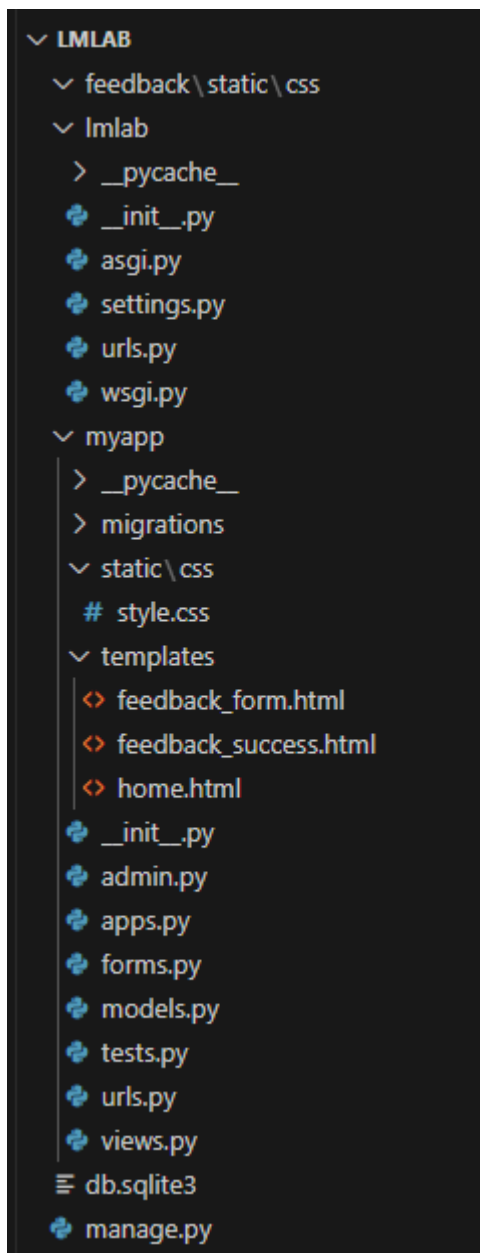 LMLAB
feedback\static\css
lmlab
__pycache__
__init__.py
asgi.py
settings.py
urls.py
wsgi.py
myapp
__pycache__
migrations
static\css
# style.css
templates
<> feedback_form.html
<> feedback_success.html
<> home.html
__init__.py
admin.py
apps.py
forms.py
models.py
tests.py
urls.py
views.py
db.sqlite3
manage.py